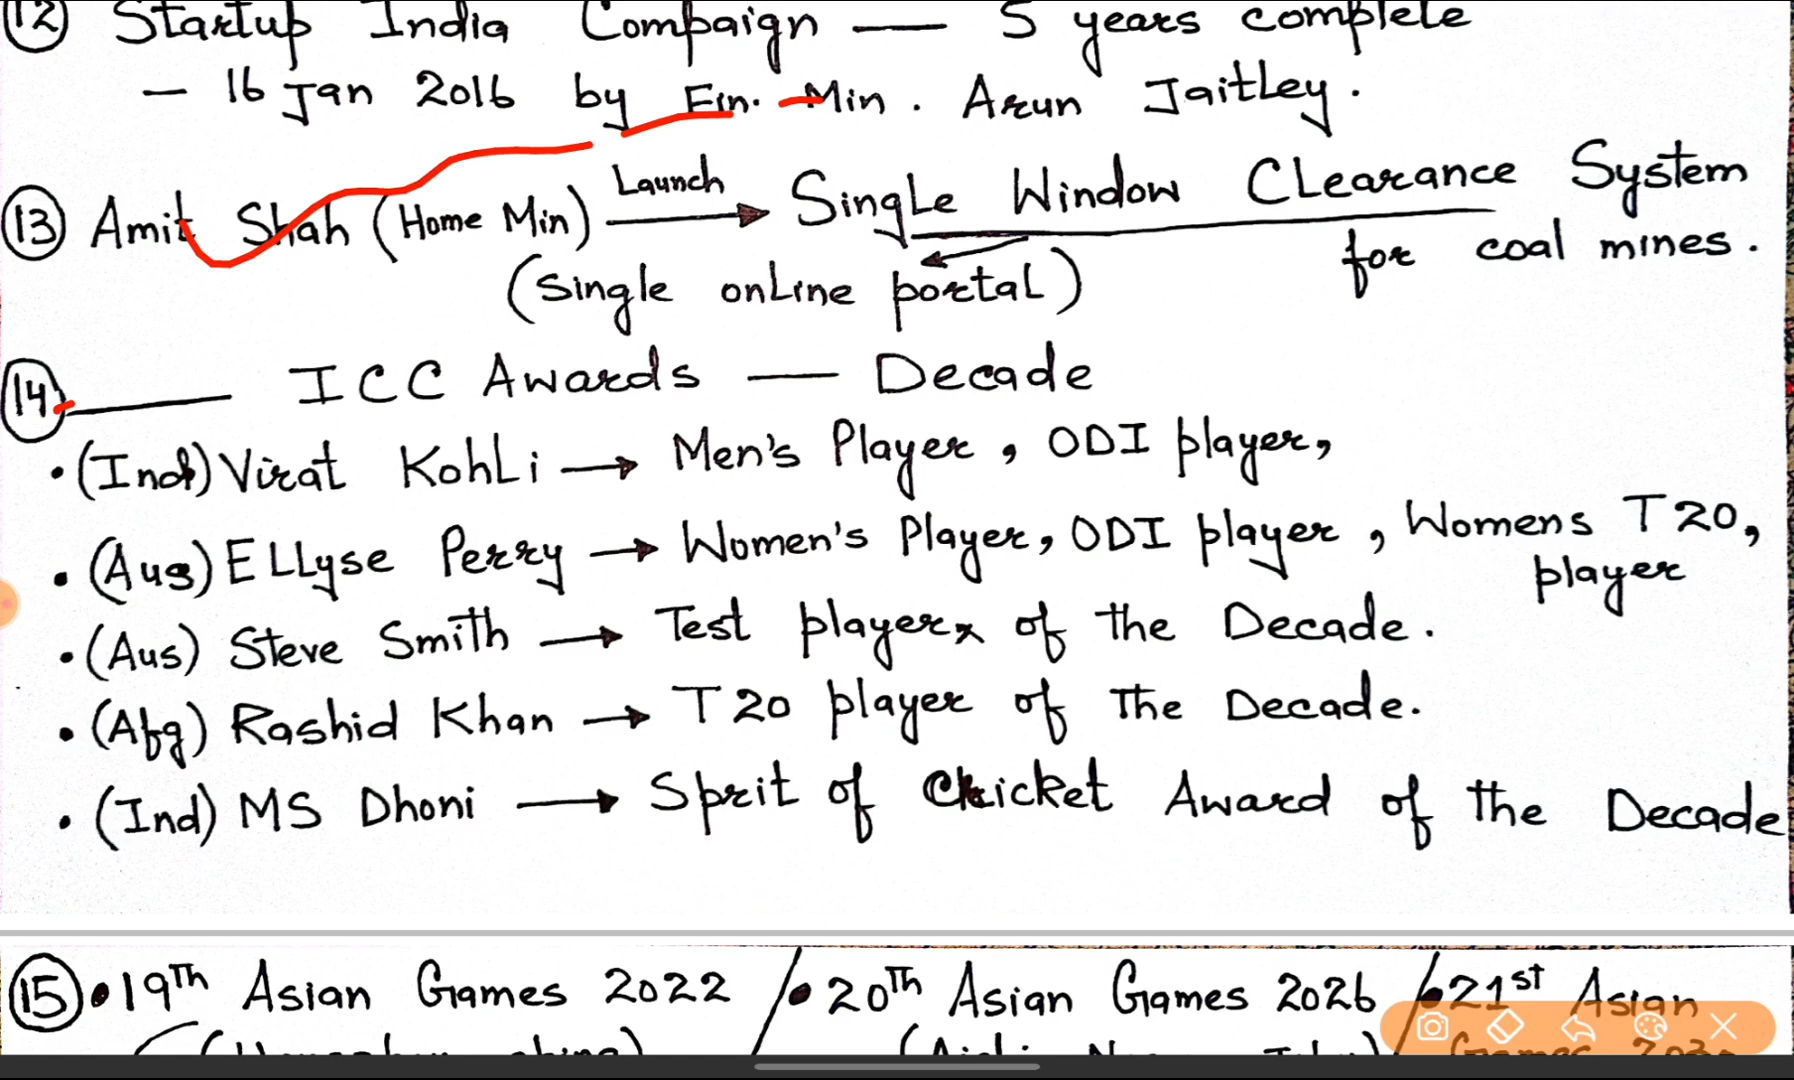 12 Startup India Compaign — 5 years complete
— 16 Jan 2016 by Fin. Min. Arun Jaitley.
13 Amit Shah (Home Min) Launch → Single Window Clearance System
for coal mines.
(Single online portal)
14 ICC Awards — Decade
• (Ind) Virat Kohli → Men's Player, ODI player,
• (Aus) Ellyse Perry → Women's Player, ODI player, Womens T20,
player
• (Aus) Steve Smith → Test player of the Decade.
• (Afg) Rashid Khan → T20 player of The Decade.
• (Ind) MS Dhoni → Sprit of Cricket Award of the Decade
15 • 19Th Asian Games 2022 / • 20Th Asian Games 2026 / • 21st Asian